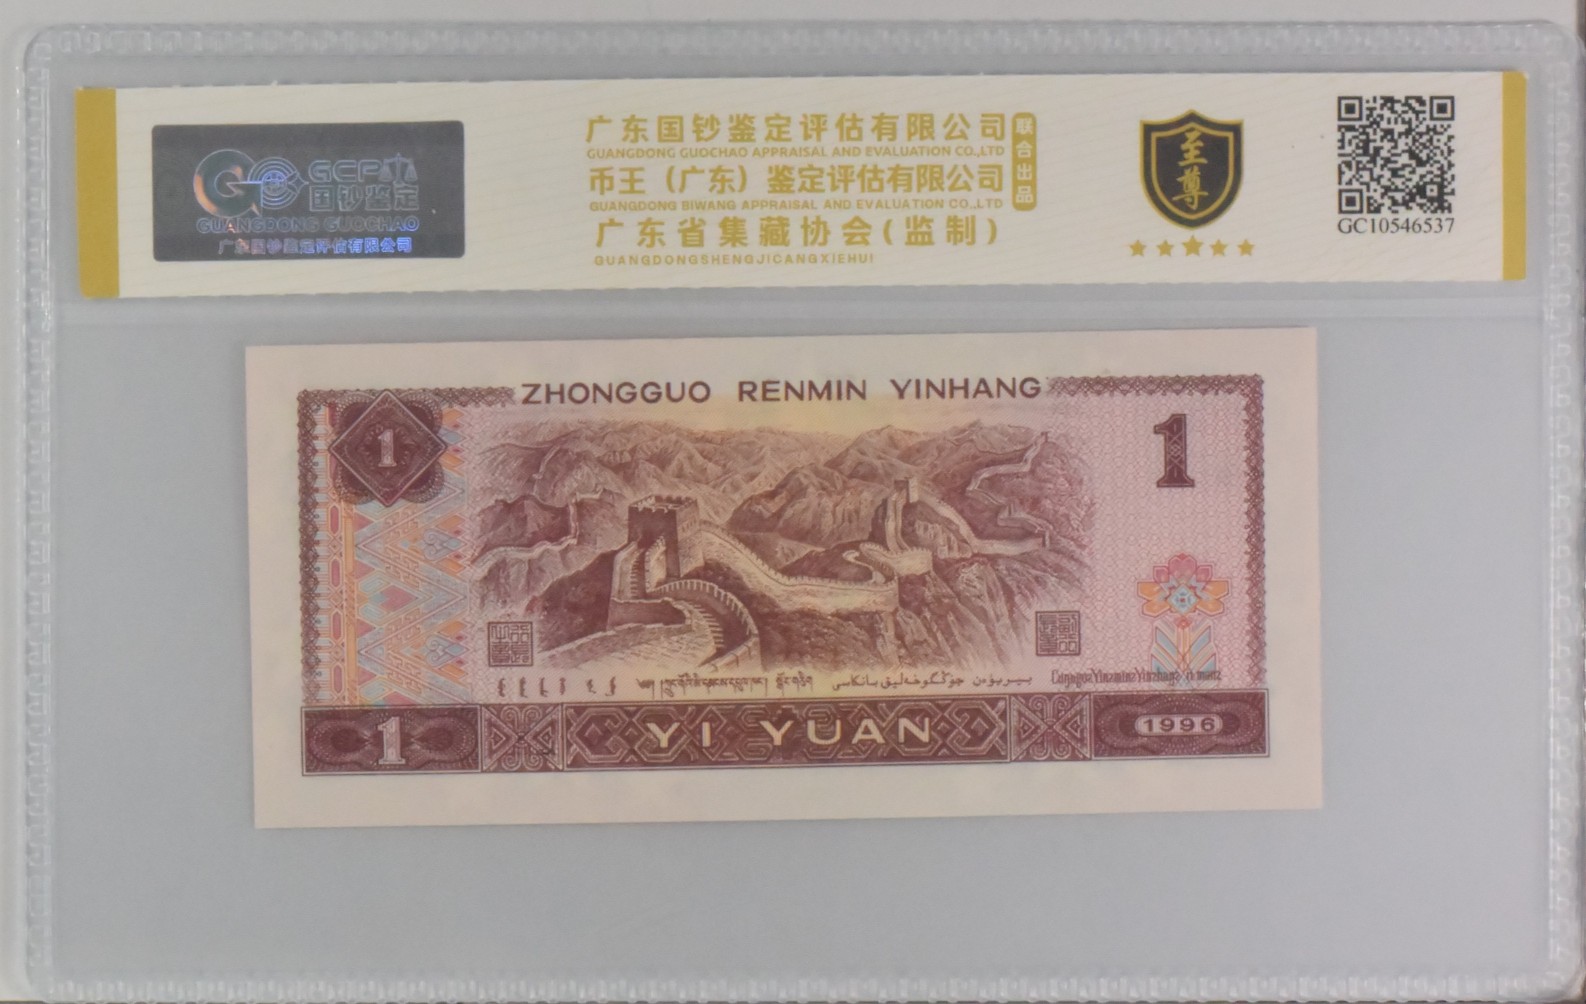 GCP
国钞鉴定
GUANGDONG GUOCHAO
广东国钞鉴定评估有限公司
广东国钞鉴定评估有限公司
GUANGDONG GUOCHAO APPRAISAL AND EVALUATION CO.,LTD
币王（广东）鉴定评估有限公司
GUANGDONG BIWANG APPRAISAL AND EVALUATION CO.,LTD
联合出品
广东省集藏协会(监制)
GUANGDONGSHENGJICANGXIEHUI
至尊
GC10546537
ZHONGGUO RENMIN YINHANG
1
1
1
YI YUAN
1996